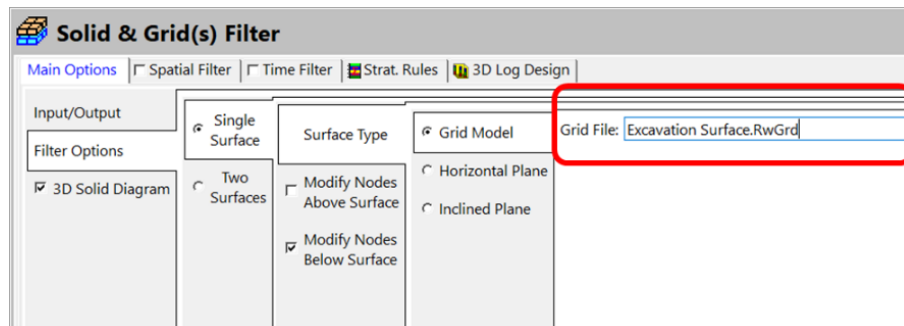 Solid & Grid(s) Filter
Main Options
Spatial Filter
Time Filter
Strat. Rules
3D Log Design
Input/Output
Filter Options
3D Solid Diagram
Single
Surface
Two
Surfaces
Surface Type
Modify Nodes
Above Surface
Modify Nodes
Below Surface
Grid Model
Horizontal Plane
Inclined Plane
Grid File: Excavation Surface.RwGrd